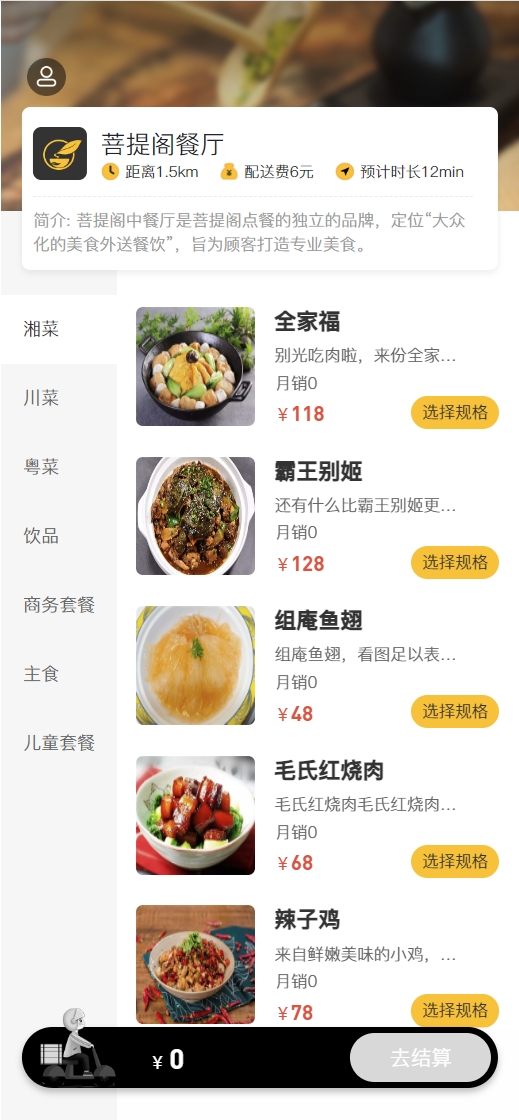 菩提阁餐厅
距离1.5km 配送费6元 预计时长12min
简介: 菩提阁中餐厅是菩提阁点餐的独立的品牌，定位“大众
化的美食外送餐饮”，旨为顾客打造专业美食。
湘菜
川菜
粤菜
饮品
商务套餐
主食
儿童套餐
全家福
别光吃肉啦，来份全家...
月销0
￥118 选择规格
霸王别姬
还有什么比霸王别姬更...
月销0
￥128 选择规格
组庵鱼翅
组庵鱼翅，看图足以表...
月销0
￥48 选择规格
毛氏红烧肉
毛氏红烧肉毛氏红烧肉...
月销0
￥68 选择规格
辣子鸡
来自鲜嫩美味的小鸡，...
月销0
￥78 选择规格
￥0 去结算